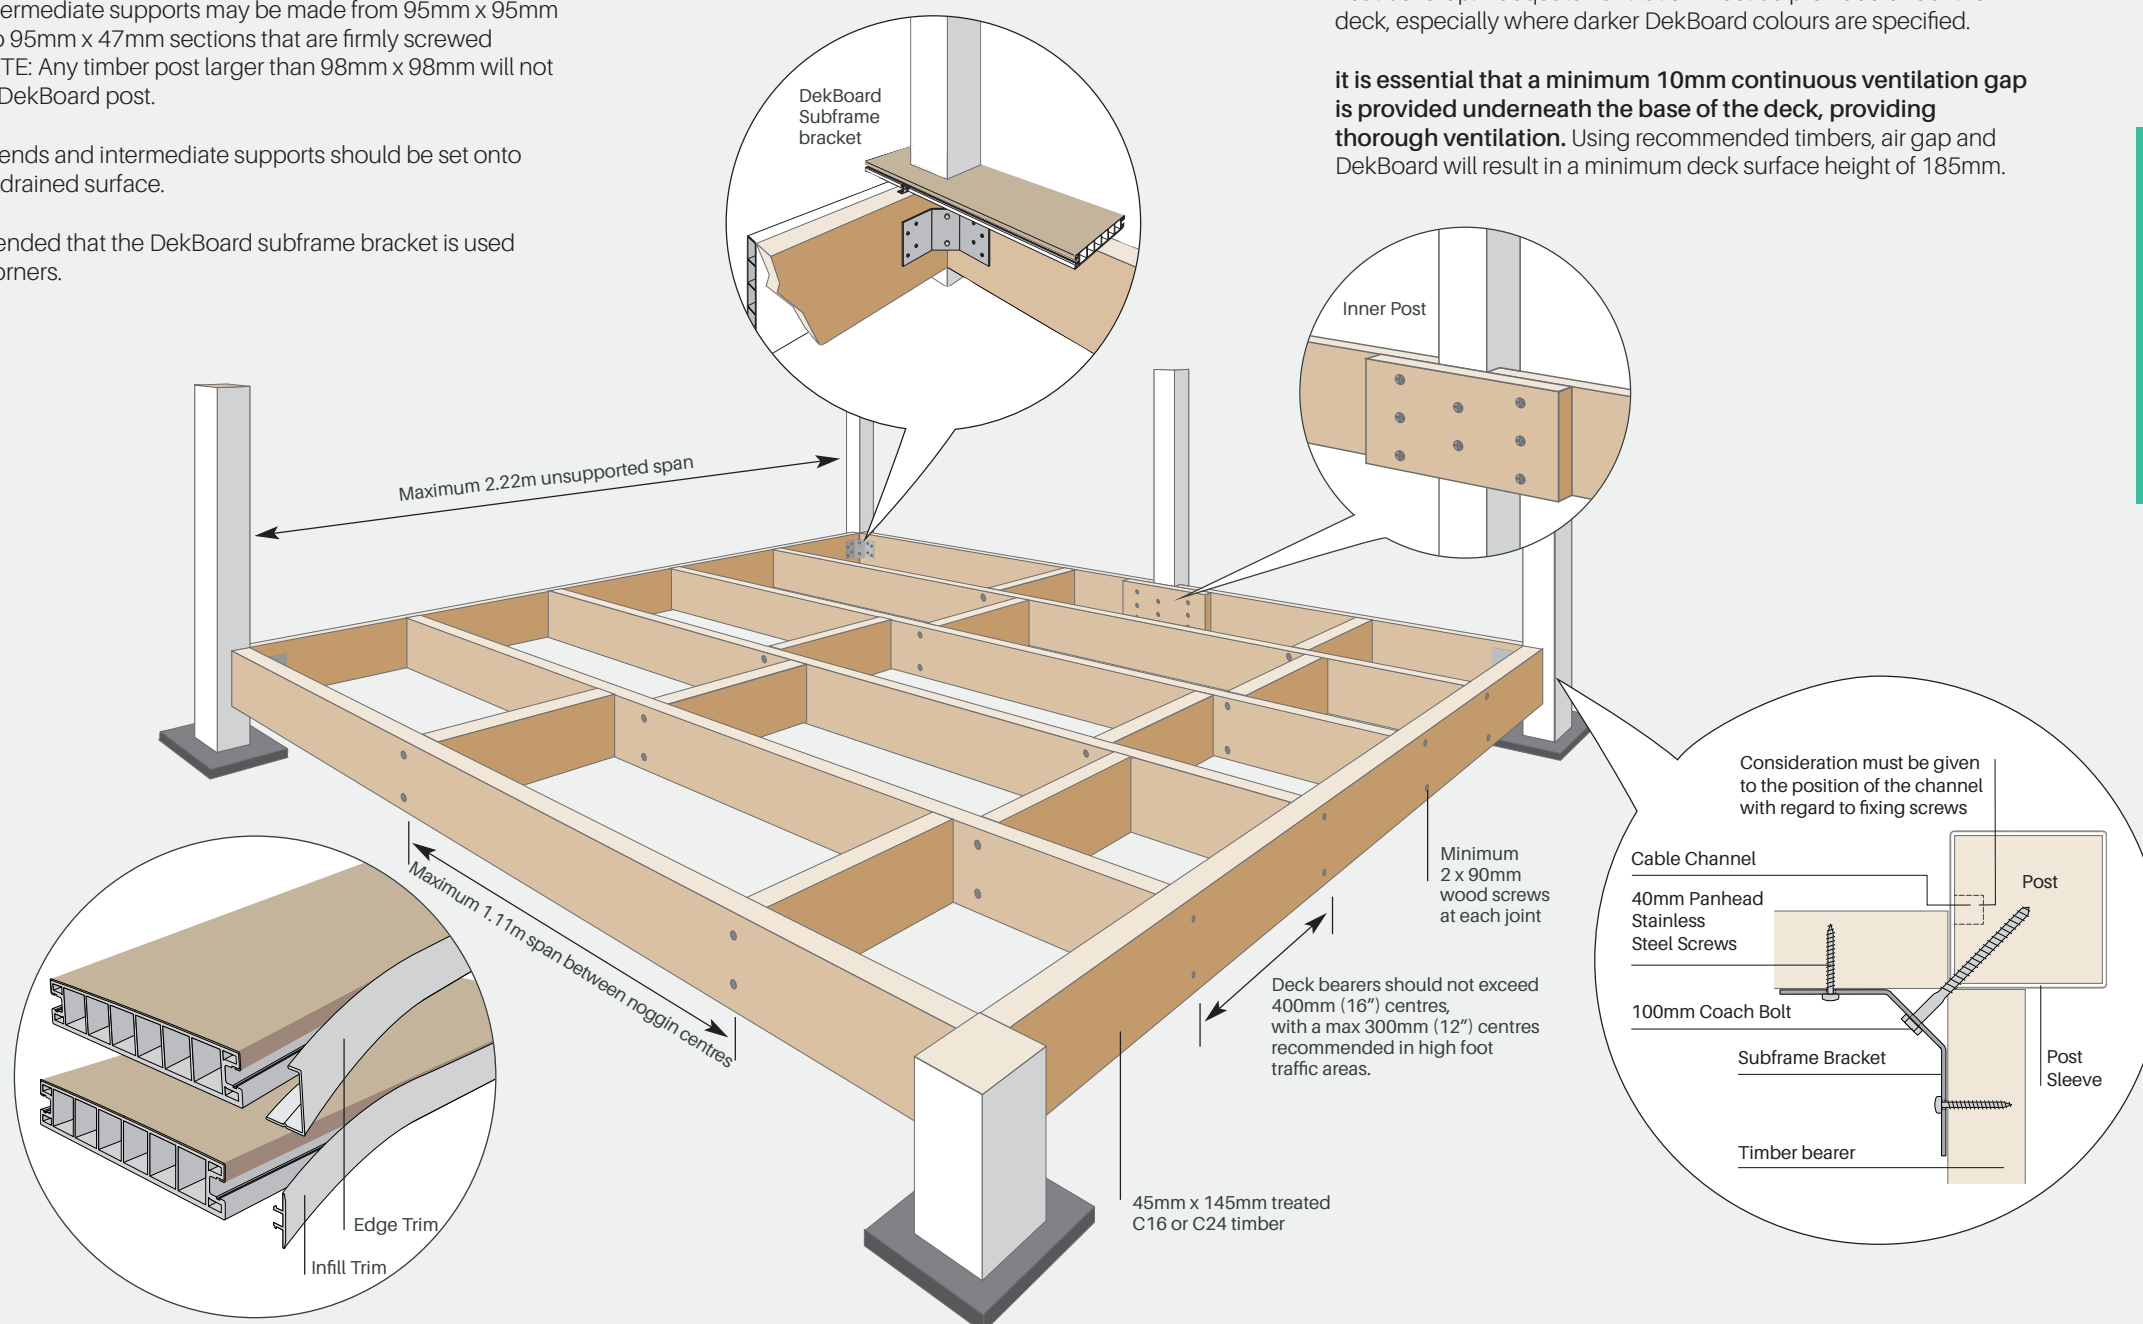 termediate supports may be made from 95mm x 95mm
95mm x 47mm sections that are firmly screwed
TE: Any timber post larger than 98mm x 98mm will not
DekBoard post.
ends and intermediate supports should be set onto
drained surface.
ended that the DekBoard subframe bracket is used
orners.
deck, especially where darker DekBoard colours are specified.
it is essential that a minimum 10mm continuous ventilation gap
is provided underneath the base of the deck, providing
thorough ventilation. Using recommended timbers, air gap and
DekBoard will result in a minimum deck surface height of 185mm.
DekBoard
Subframe
bracket
Inner Post
Maximum 2.22m unsupported span
Maximum 1.11m span between noggin centres
Minimum
2 x 90mm
wood screws
at each joint
Deck bearers should not exceed
400mm (16”) centres,
with a max 300mm (12”) centres
recommended in high foot
traffic areas.
45mm x 145mm treated
C16 or C24 timber
Edge Trim
Infill Trim
Consideration must be given
to the position of the channel
with regard to fixing screws
Cable Channel
Post
40mm Panhead
Stainless
Steel Screws
100mm Coach Bolt
Subframe Bracket
Post
Sleeve
Timber bearer